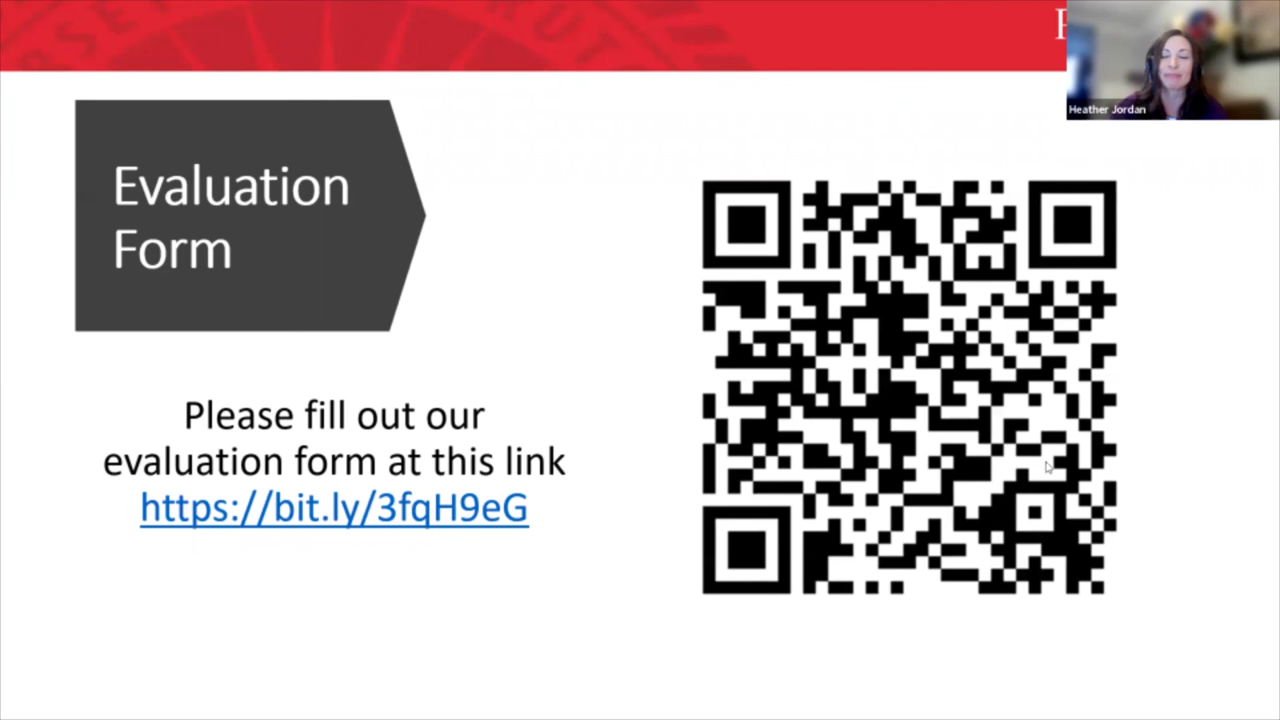 Evaluation
Form
Heather Jordan
Please fill out our
evaluation form at this link
https://bit.ly/3fqH9eG